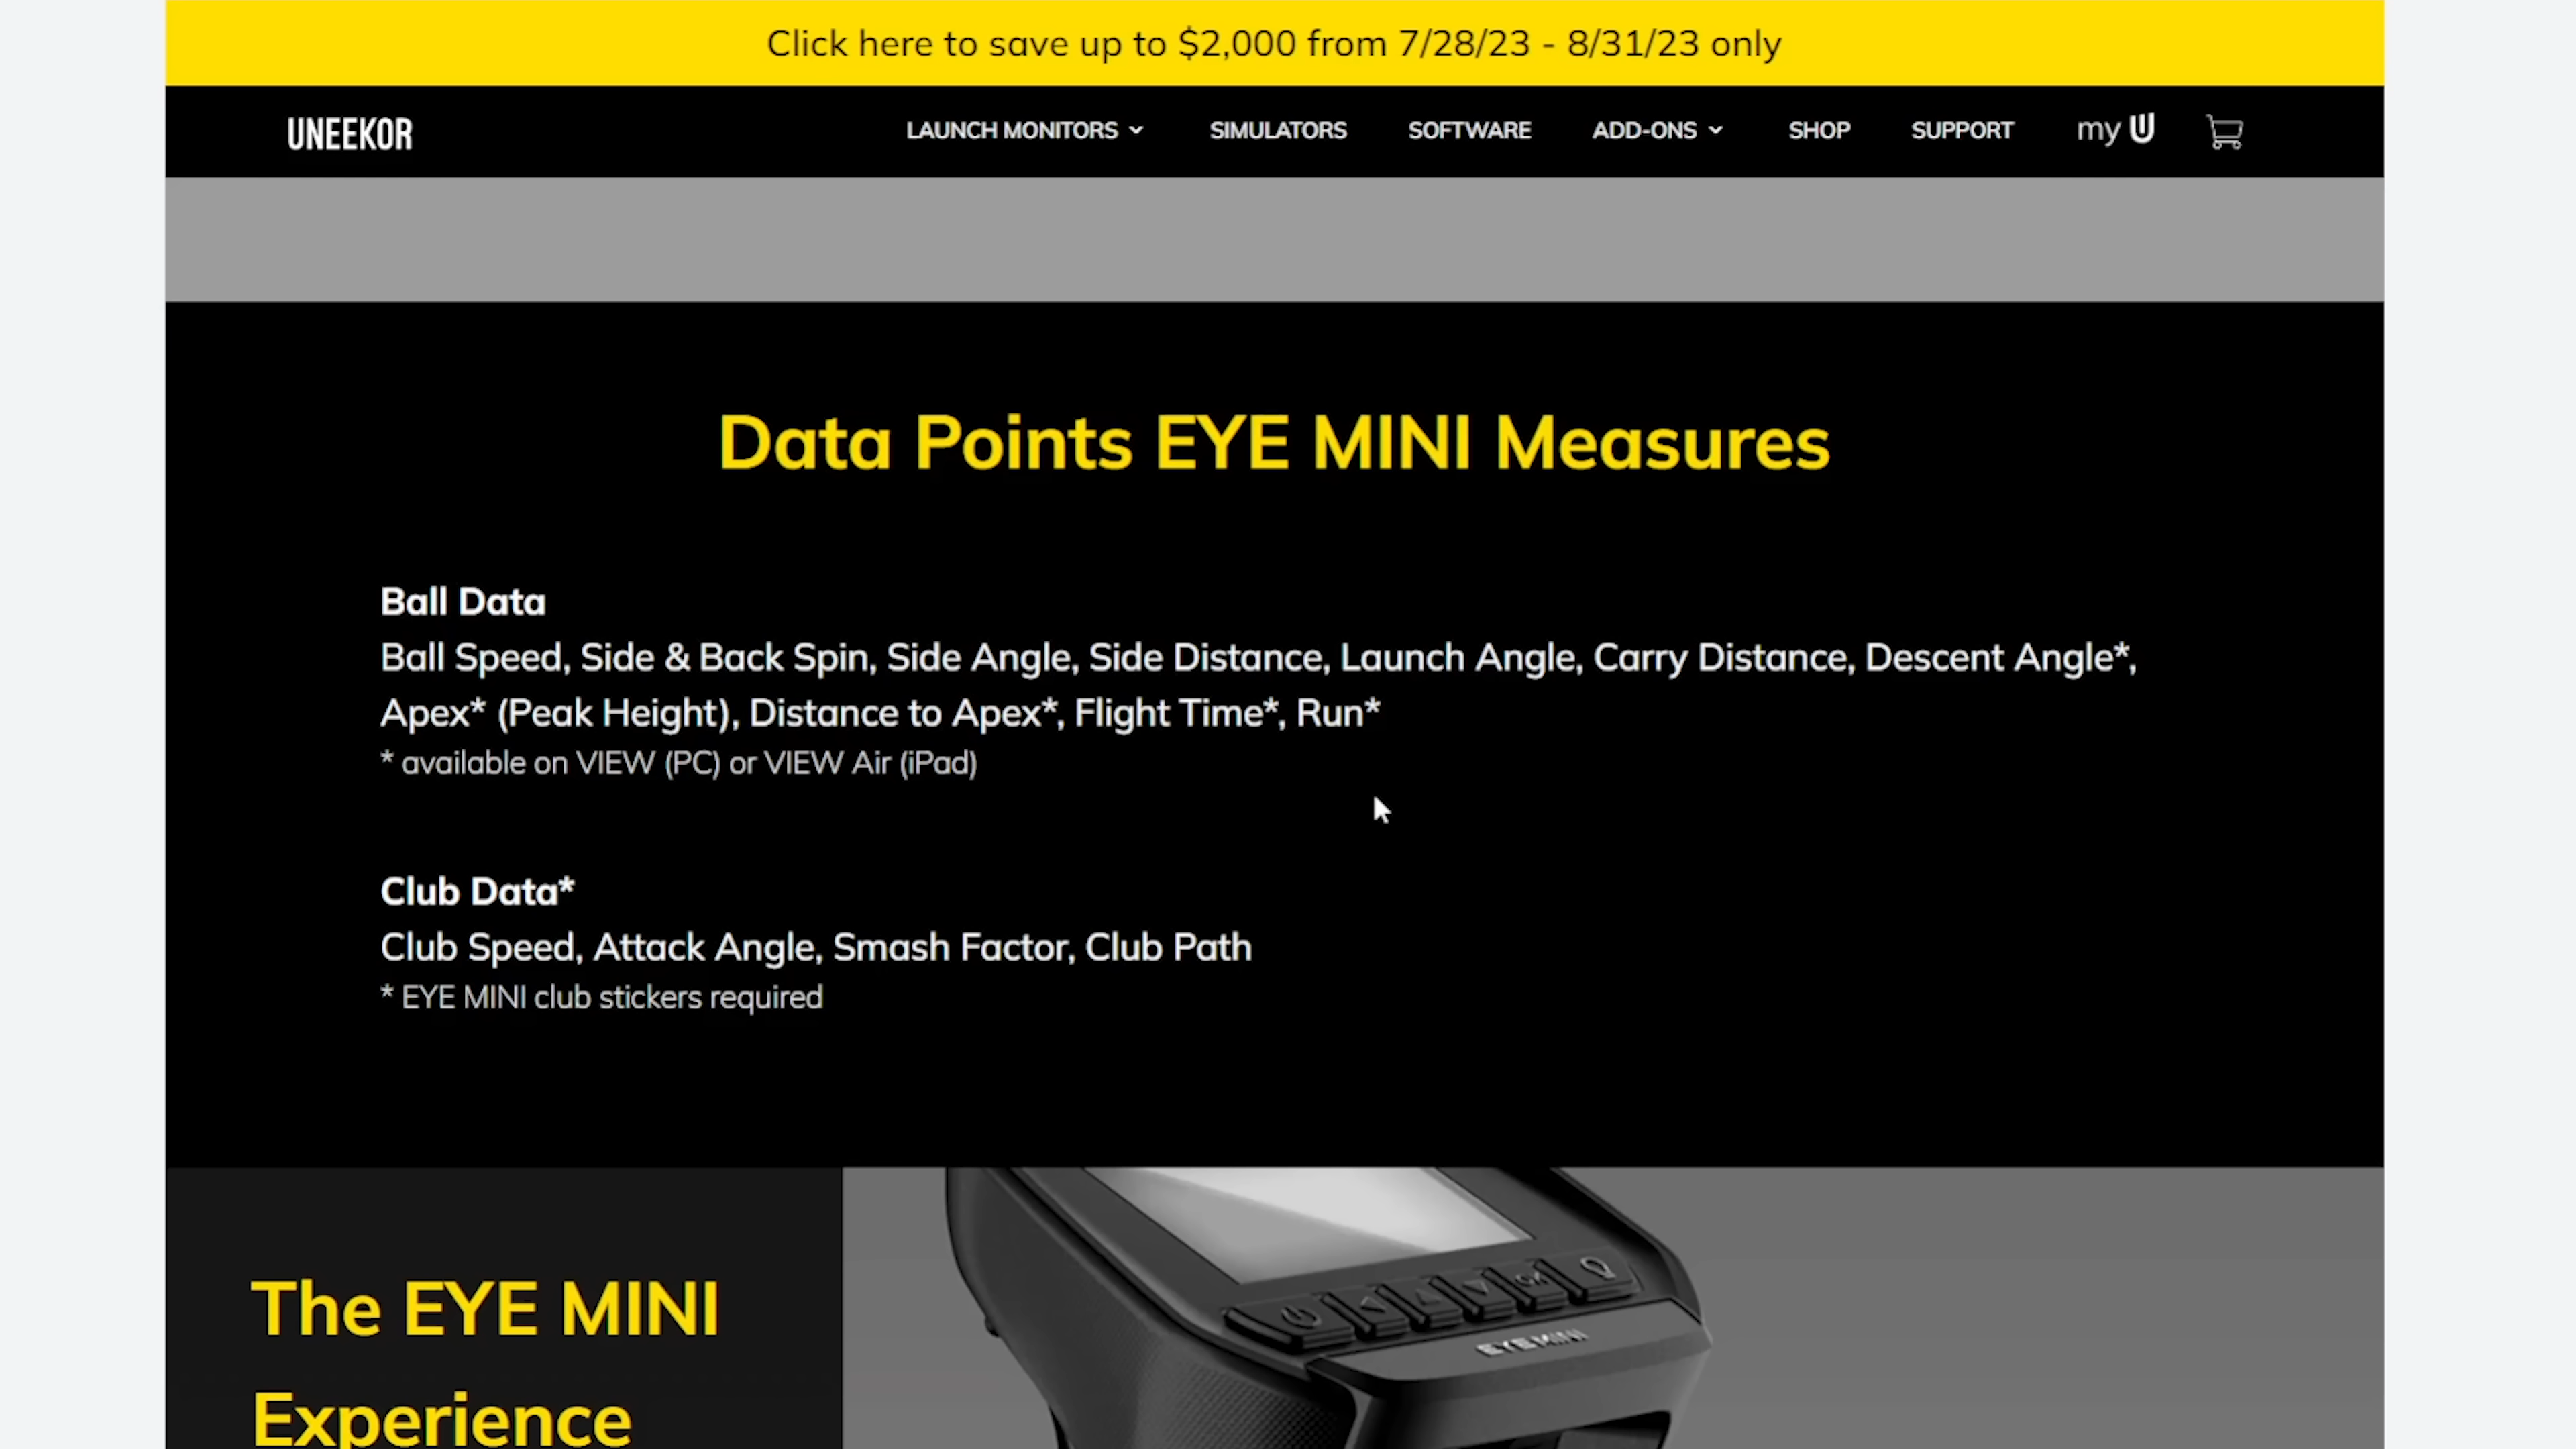 Click here to save up to $2,000 from 7/28/23 - 8/31/23 only
UNEEKOR
LAUNCH MONITORS
SIMULATORS
SOFTWARE
ADD-ONS
SHOP
SUPPORT
my U
Data Points EYE MINI Measures
Ball Data
Ball Speed, Side & Back Spin, Side Angle, Side Distance, Launch Angle, Carry Distance, Descent Angle*,
Apex* (Peak Height), Distance to Apex*, Flight Time*, Run*
* available on VIEW (PC) or VIEW Air (iPad)
Club Data*
Club Speed, Attack Angle, Smash Factor, Club Path
* EYE MINI club stickers required
OK
EYE MINI
The EYE MINI
Experience